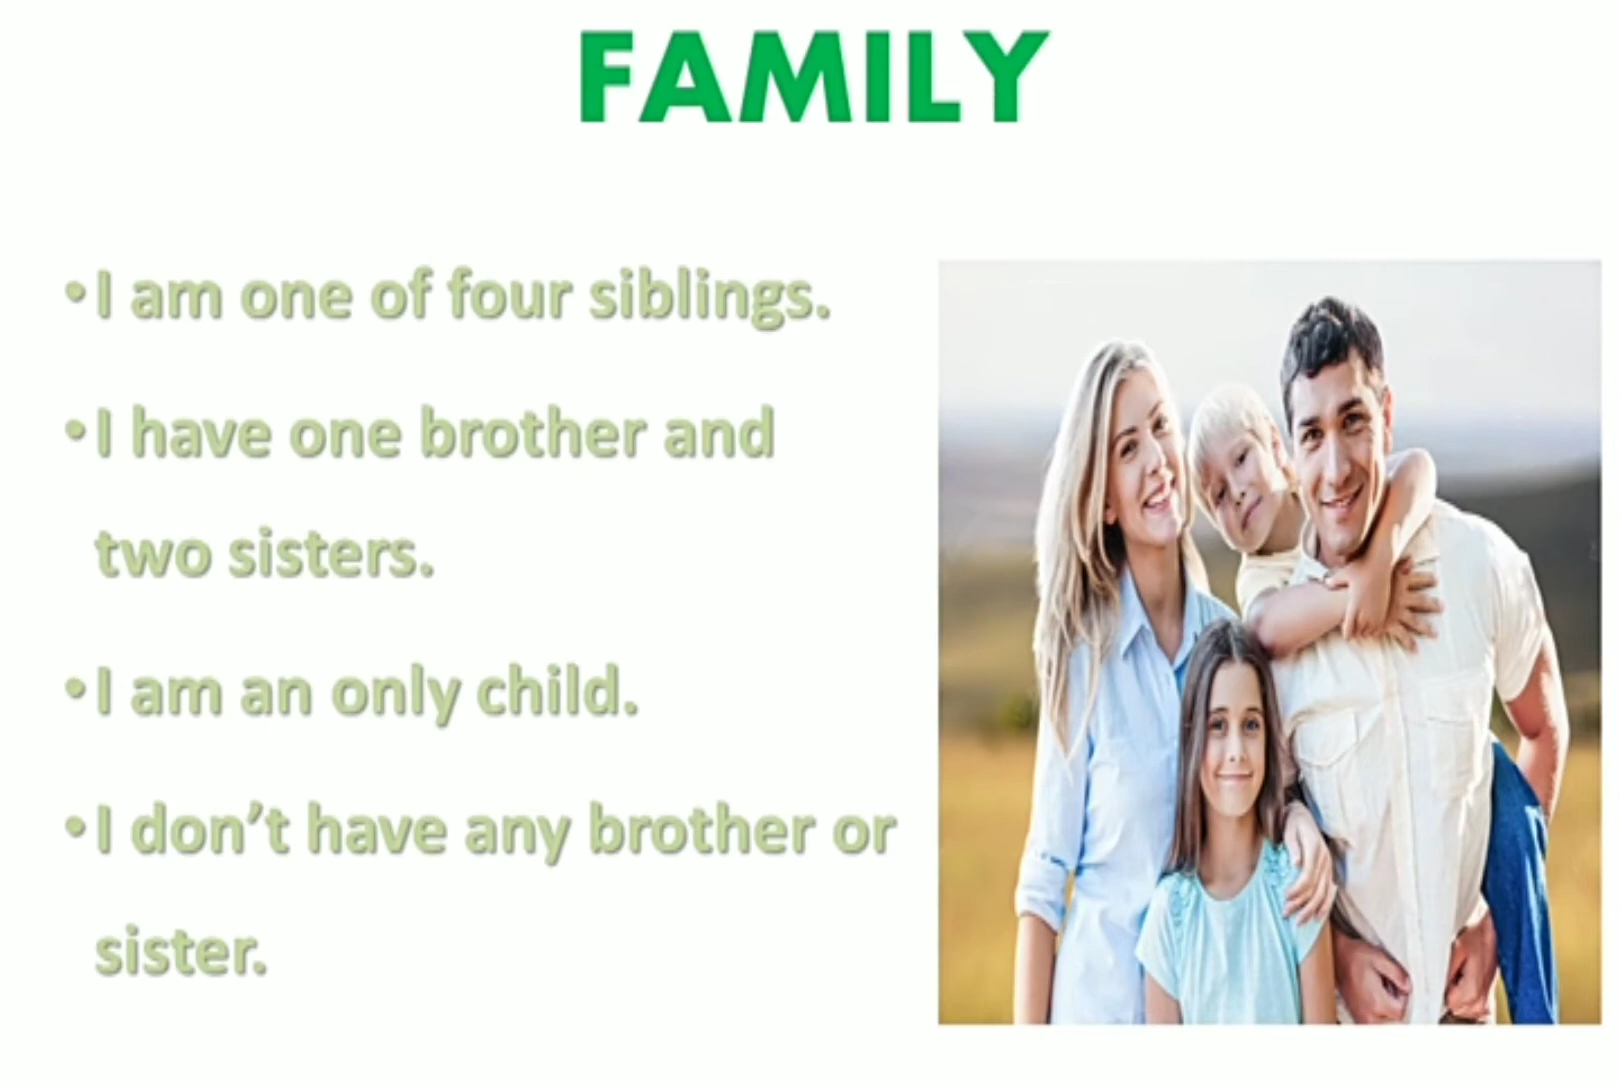 FAMILY
• I am one of four siblings.
• I have one brother and
two sisters.
• I am an only child.
• I don’t have any brother or
sister.